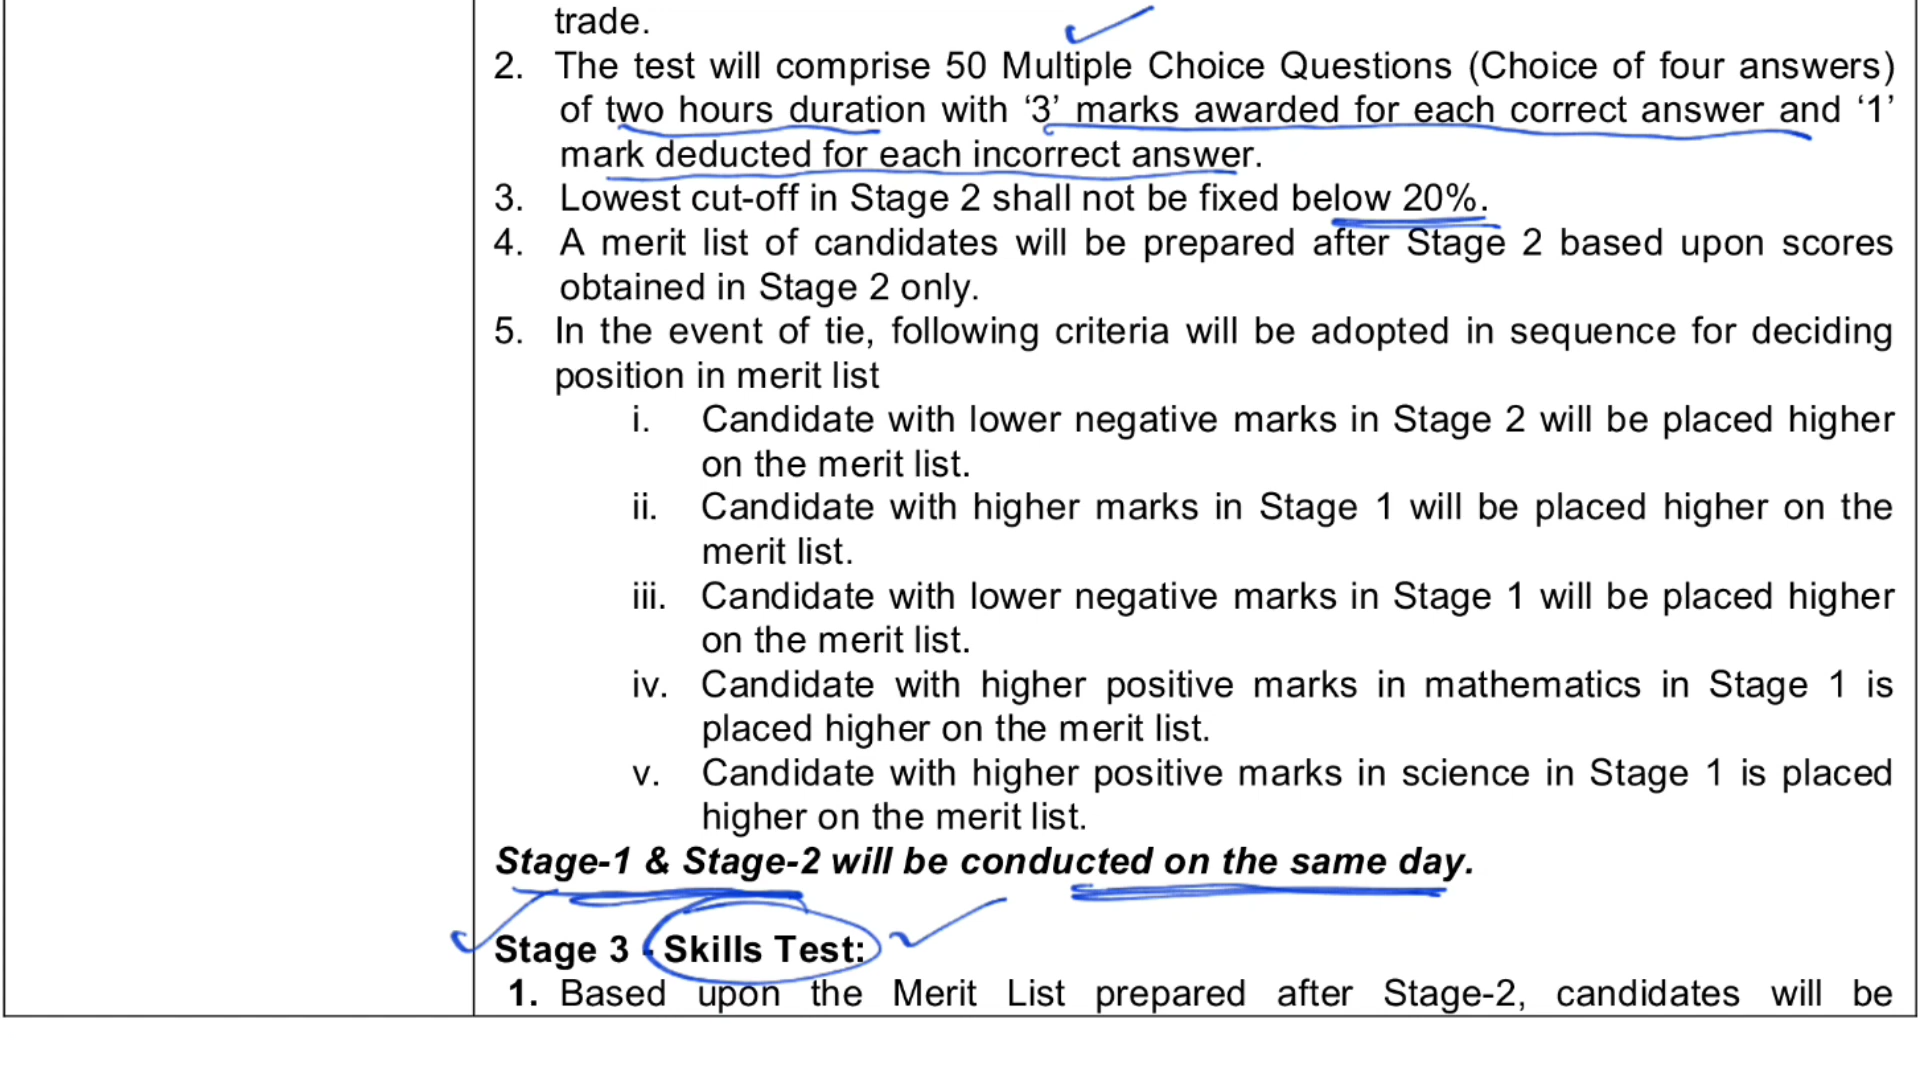 trade.
2. The test will comprise 50 Multiple Choice Questions (Choice of four answers)
of two hours duration with ‘3’ marks awarded for each correct answer and ‘1’
mark deducted for each incorrect answer.
3. Lowest cut-off in Stage 2 shall not be fixed below 20%.
4. A merit list of candidates will be prepared after Stage 2 based upon scores
obtained in Stage 2 only.
5. In the event of tie, following criteria will be adopted in sequence for deciding
position in merit list
i. Candidate with lower negative marks in Stage 2 will be placed higher
on the merit list.
ii. Candidate with higher marks in Stage 1 will be placed higher on the
merit list.
iii. Candidate with lower negative marks in Stage 1 will be placed higher
on the merit list.
iv. Candidate with higher positive marks in mathematics in Stage 1 is
placed higher on the merit list.
v. Candidate with higher positive marks in science in Stage 1 is placed
higher on the merit list.
Stage-1 & Stage-2 will be conducted on the same day.
Stage 3 - Skills Test:
1. Based upon the Merit List prepared after Stage-2, candidates will be